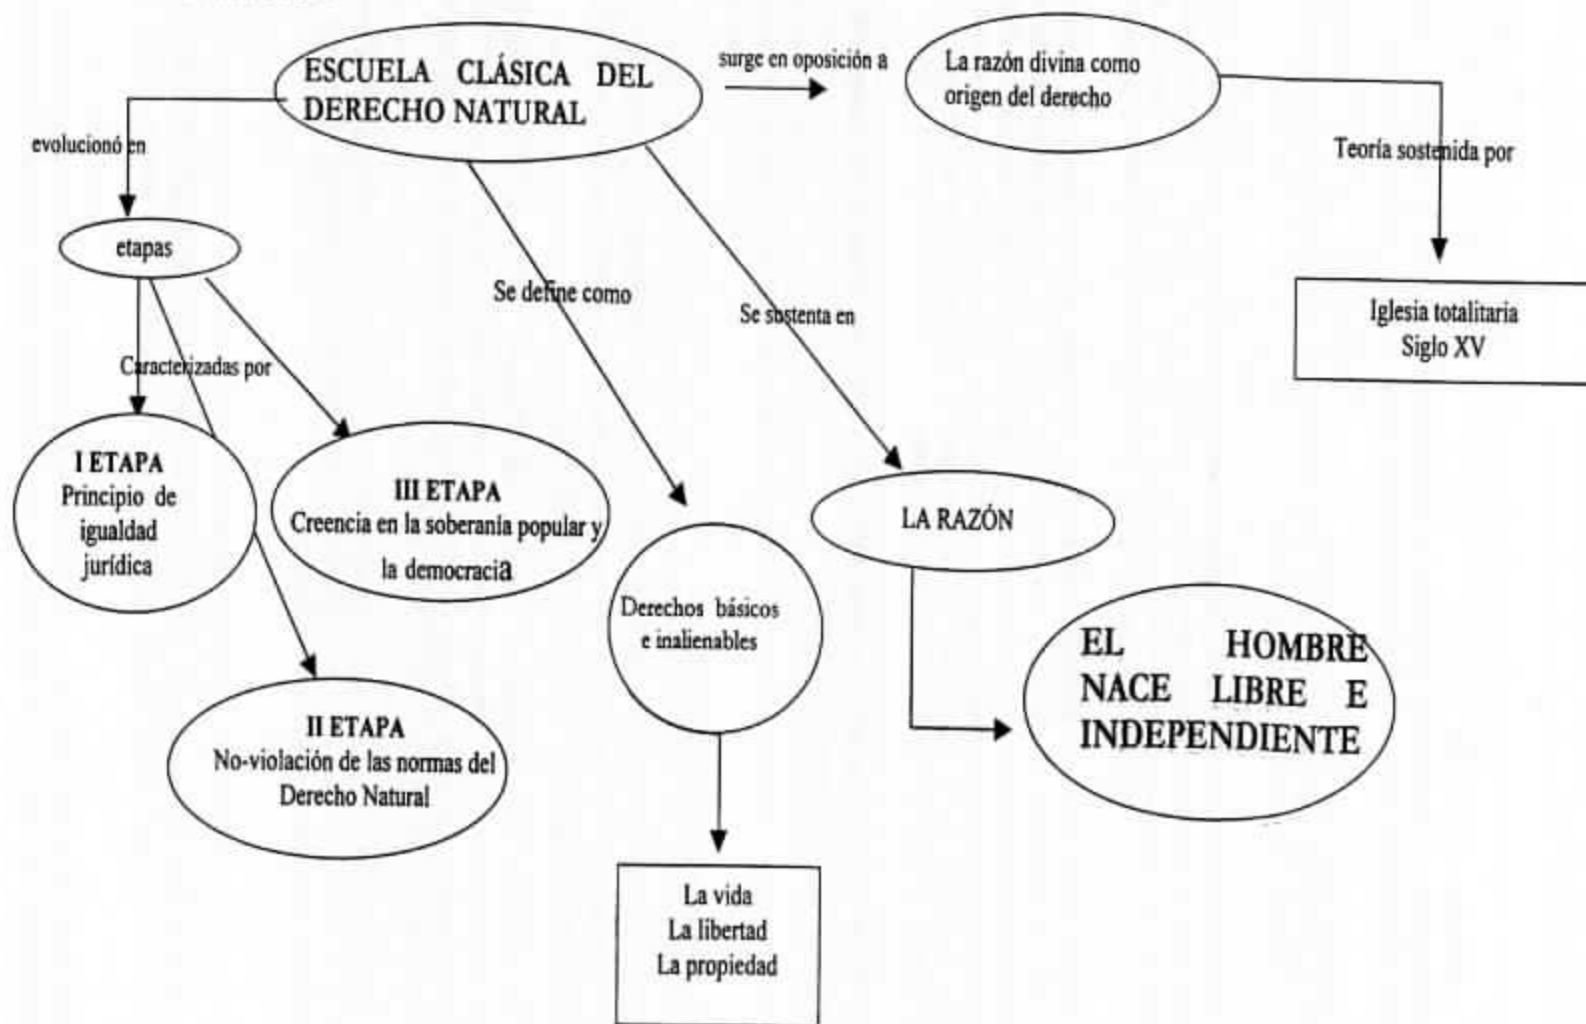 ESCUELA CLÁSICA DEL
DERECHO NATURAL
surge en oposición a
La razón divina como
origen del derecho
evolucionó en
Teoría sostenida por
etapas
Se define como
Se sustenta en
Iglesia totalitaria
Siglo XV
Caracterizadas por
I ETAPA
Principio de
igualdad
jurídica
III ETAPA
Creencia en la soberanía popular y
la democracia
LA RAZÓN
Derechos básicos
e inalienables
EL HOMBRE
NACE LIBRE E
INDEPENDIENTE
II ETAPA
No-violación de las normas del
Derecho Natural
La vida
La libertad
La propiedad